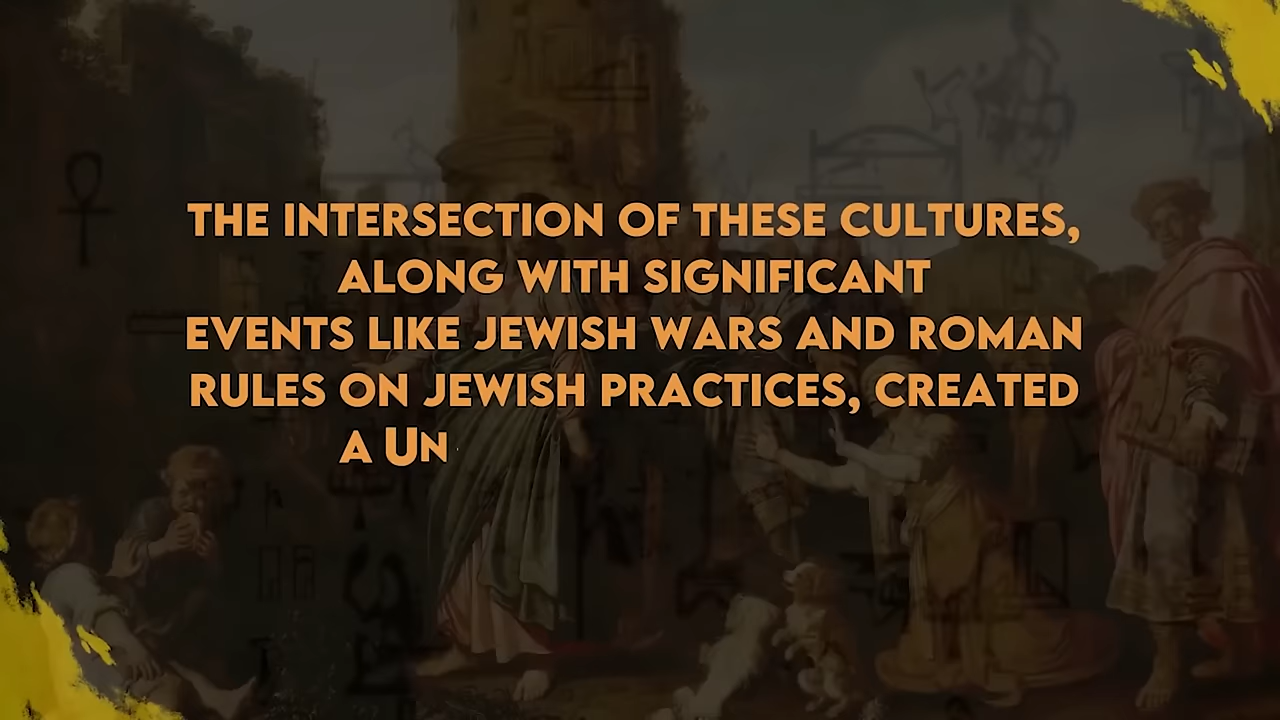 THE INTERSECTION OF THESE CULTURES,
ALONG WITH SIGNIFICANT
EVENTS LIKE JEWISH WARS AND ROMAN
RULES ON JEWISH PRACTICES, CREATED
A UN